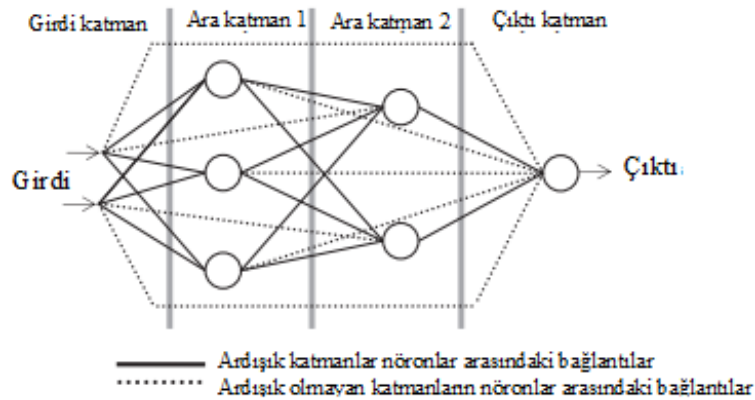 Girdi katman Ara katman 1 Ara katman 2 Çıktı katman
Girdi
Çıktı
Ardışık katmanlar nöronlar arasındaki bağlantılar
Ardışık olmayan katmanların nöronlar arasındaki bağlantılar